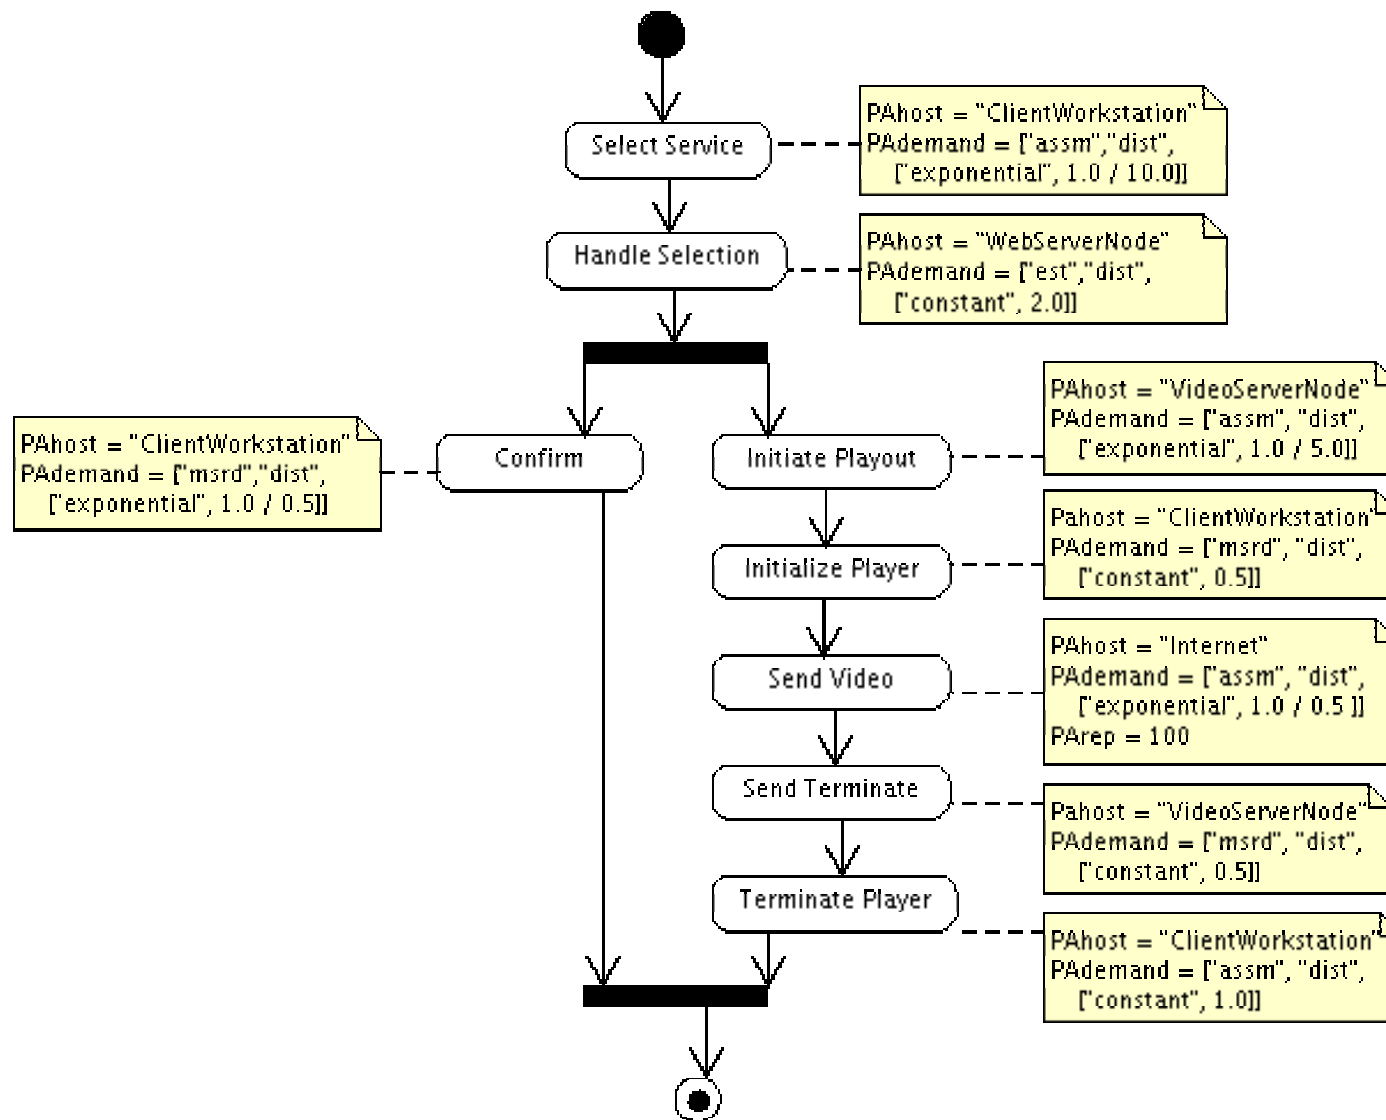 Select Service
PAhost = "ClientWorkstation"
PAdemand = ["assm","dist",
["exponential", 1.0 / 10.0]]
Handle Selection
PAhost = "WebServerNode"
PAdemand = ["est","dist",
["constant", 2.0]]
PAhost = "ClientWorkstation"
PAdemand = ["msrd","dist",
["exponential", 1.0 / 0.5]]
Confirm
Initiate Playout
PAhost = "VideoServerNode"
PAdemand = ["assm", "dist",
["exponential", 1.0 / 5.0]]
Initialize Player
Pahost = "ClientWorkstation"
PAdemand = ["msrd", "dist",
["constant", 0.5]]
Send Video
PAhost = "Internet"
PAdemand = ["assm", "dist",
["exponential", 1.0 / 0.5 ]]
PArep = 100
Send Terminate
Pahost = "VideoServerNode"
PAdemand = ["msrd", "dist",
["constant", 0.5]]
Terminate Player
PAhost = "ClientWorkstation"
PAdemand = ["assm", "dist",
["constant", 1.0]]